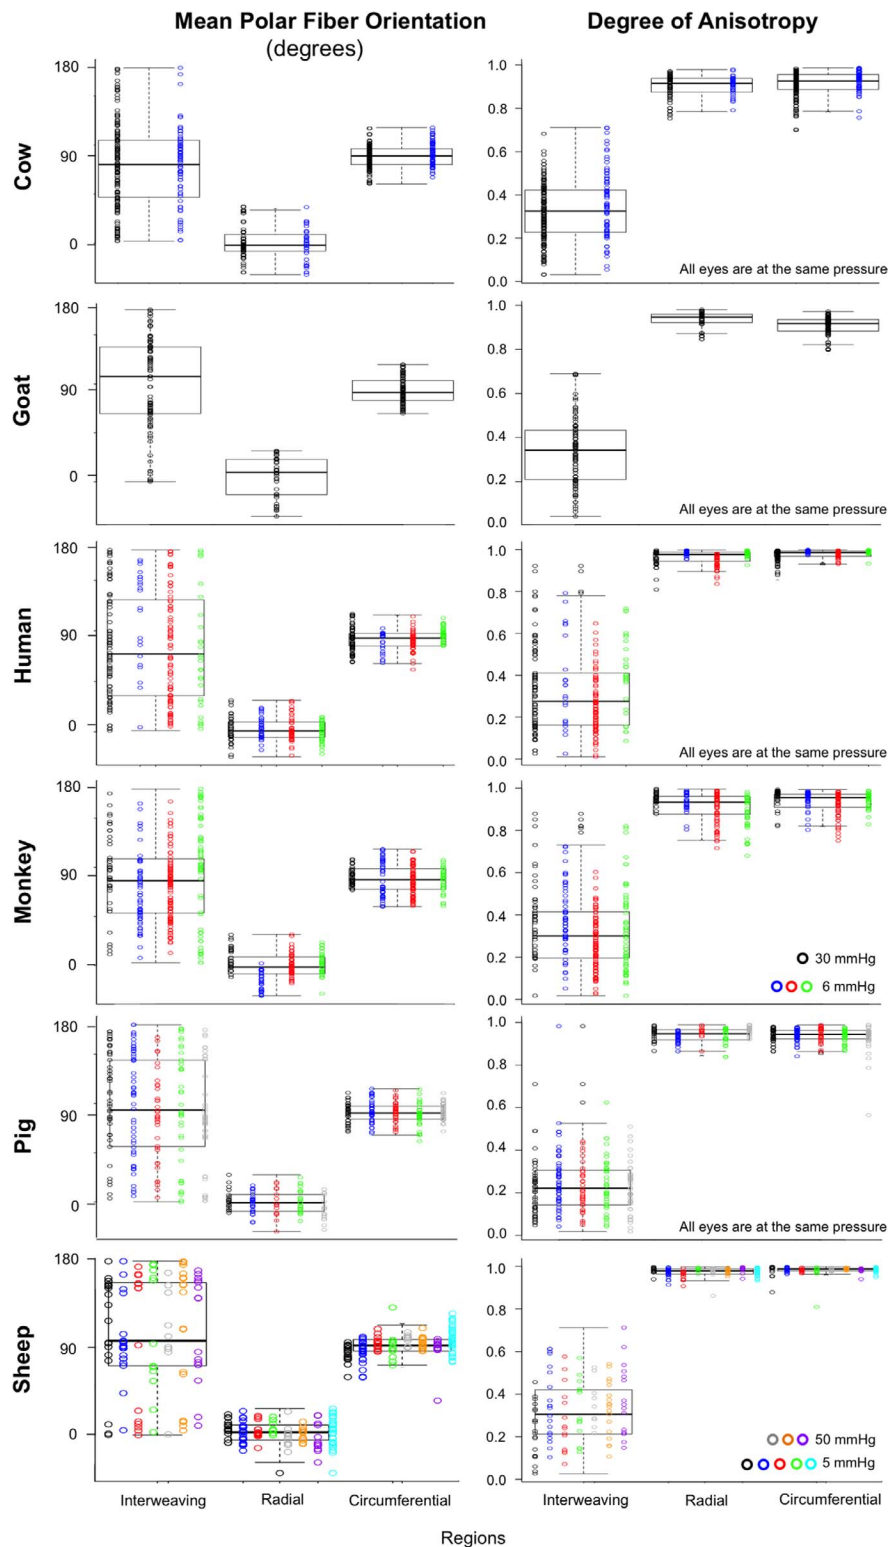 Mean Polar Fiber Orientation
(degrees)
Degree of Anisotropy
Cow
180
90
0
1.0
0.8
0.6
0.4
0.2
0.0
All eyes are at the same pressure
Goat
180
90
0
1.0
0.8
0.6
0.4
0.2
0.0
All eyes are at the same pressure
Human
180
90
0
1.0
0.8
0.6
0.4
0.2
0.0
All eyes are at the same pressure
Monkey
180
90
0
1.0
0.8
0.6
0.4
0.2
0.0
30 mmHg
6 mmHg
Pig
180
90
0
1.0
0.8
0.6
0.4
0.2
0.0
All eyes are at the same pressure
Sheep
180
90
0
1.0
0.8
0.6
0.4
0.2
0.0
50 mmHg
5 mmHg
Interweaving Radial Circumferential
Interweaving Radial Circumferential
Regions